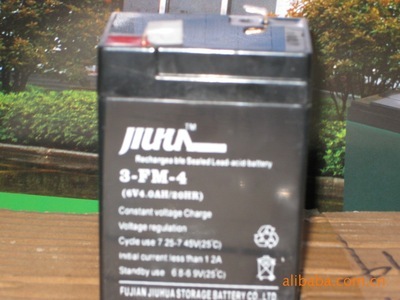 JIUHA™
Rechargeable Sealed Lead-acid battery
3-FM-4
(6V4.0AH/20HR)
Constant voltage Charge
Voltage regulation
Cycle use 7.25-7.45V(25°C)
Initial current less than 1.2A
Standby use 6.8-6.9V(25°C)
FUJIAN JIUHUA STORAGE BATTERY CO., LTD
alibaba.com.cn